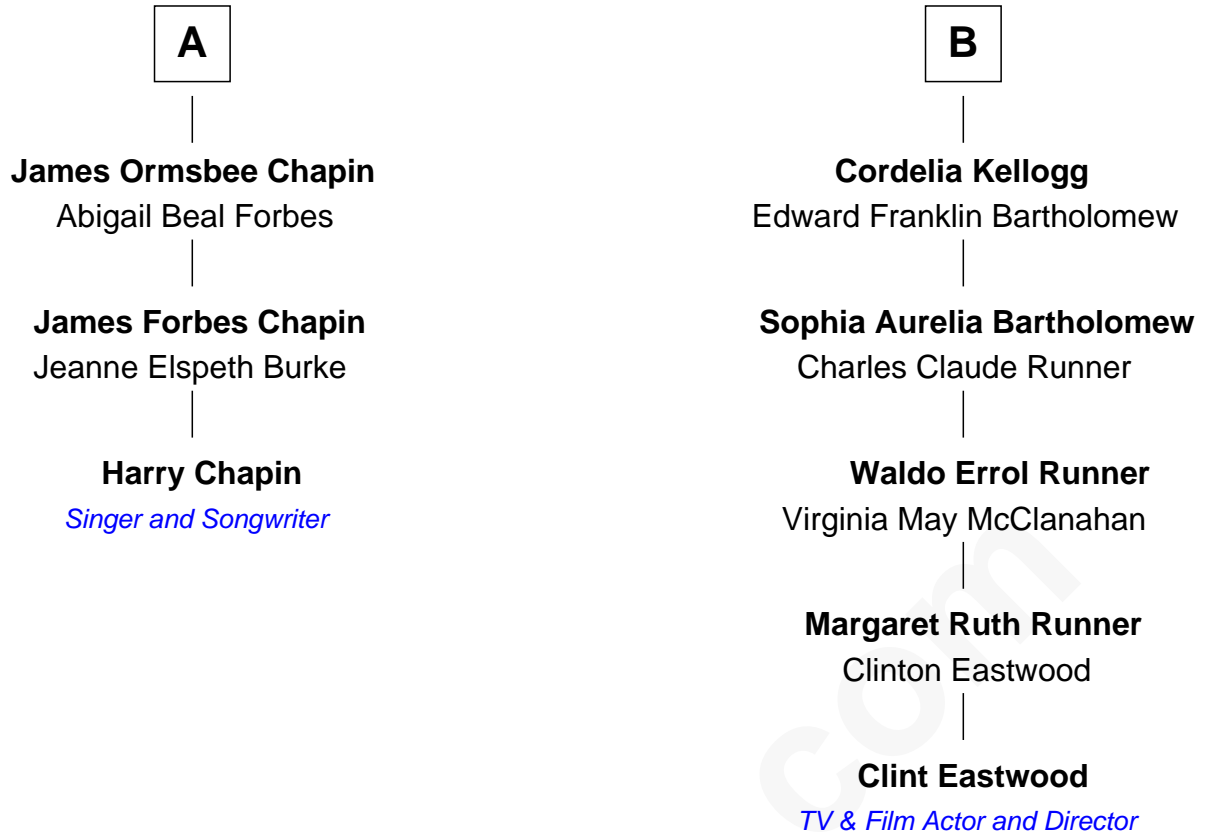 A
James Ormsbee Chapin
Abigail Beal Forbes
James Forbes Chapin
Jeanne Elspeth Burke
Harry Chapin
Singer and Songwriter
B
Cordelia Kellogg
Edward Franklin Bartholomew
Sophia Aurelia Bartholomew
Charles Claude Runner
Waldo Errol Runner
Virginia May McClanahan
Margaret Ruth Runner
Clinton Eastwood
Clint Eastwood
TV & Film Actor and Director
com